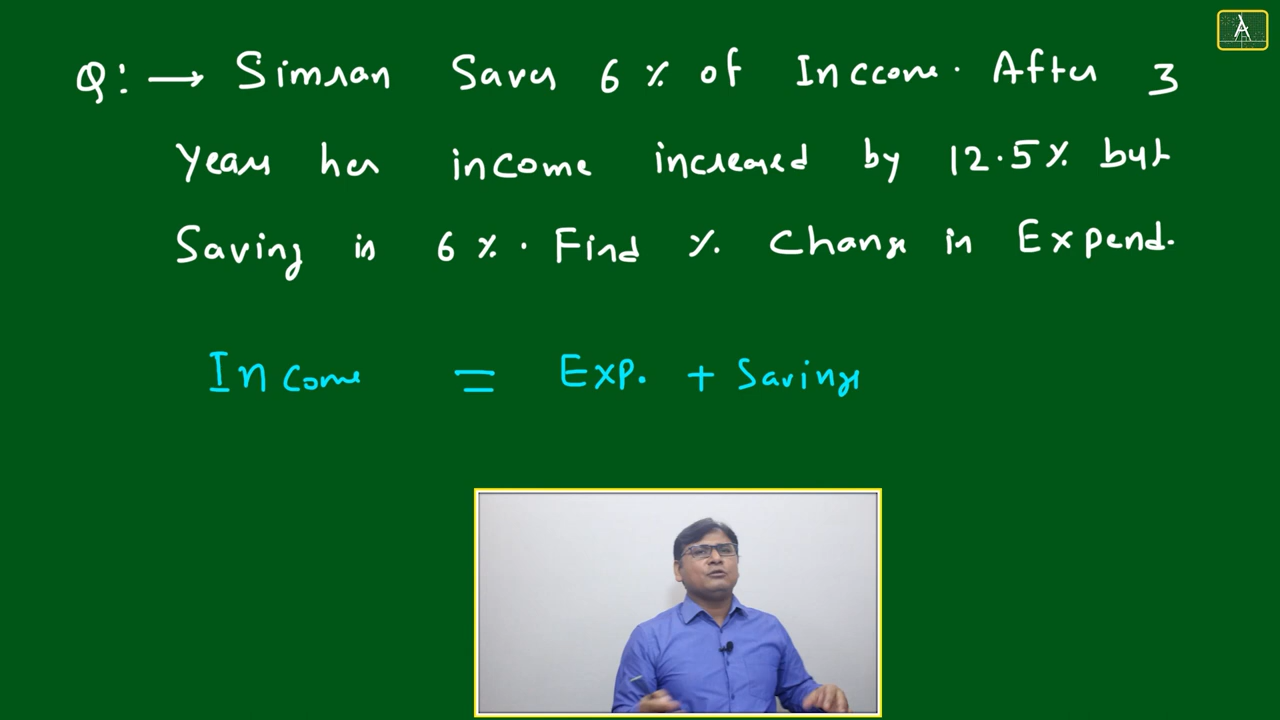 Q: → Simran Saves 6 % of Inccome. After 3
Years her income increased by 12.5% but
Saving is 6 %. Find % Change in Expend.
Income = Exp. + Savings